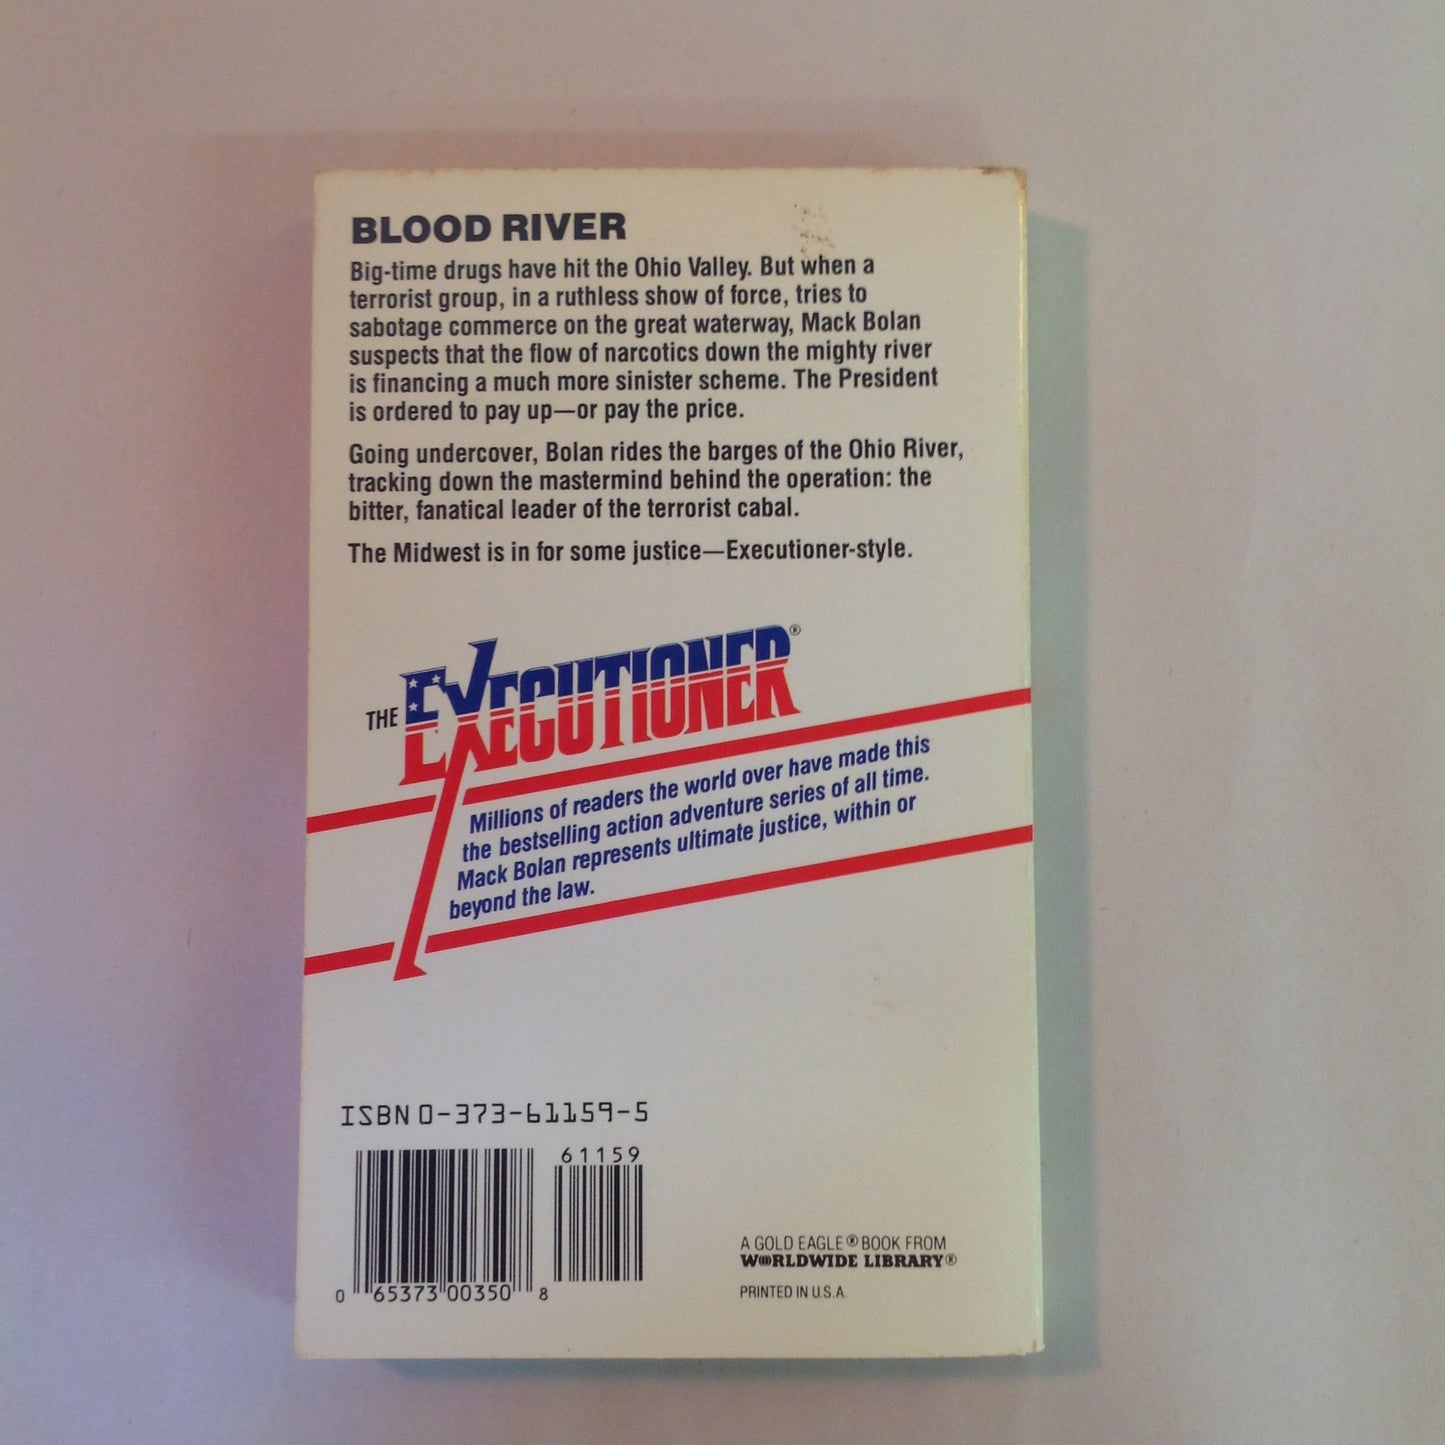 BLOOD RIVER
Big-time drugs have hit the Ohio Valley. But when a
terrorist group, in a ruthless show of force, tries to
sabotage commerce on the great waterway, Mack Bolan
suspects that the flow of narcotics down the mighty river
is financing a much more sinister scheme. The President
is ordered to pay up—or pay the price.
Going undercover, Bolan rides the barges of the Ohio River,
tracking down the mastermind behind the operation: the
bitter, fanatical leader of the terrorist cabal.
The Midwest is in for some justice—Executioner-style.
THE EXECUTIONER®
Millions of readers the world over have made this
the bestselling action adventure series of all time.
Mack Bolan represents ultimate justice, within or
beyond the law.
ISBN 0-373-61159-5
61159
0 65373 00350 8
A GOLD EAGLE® BOOK FROM
WORLDWIDE LIBRARY®
PRINTED IN U.S.A.